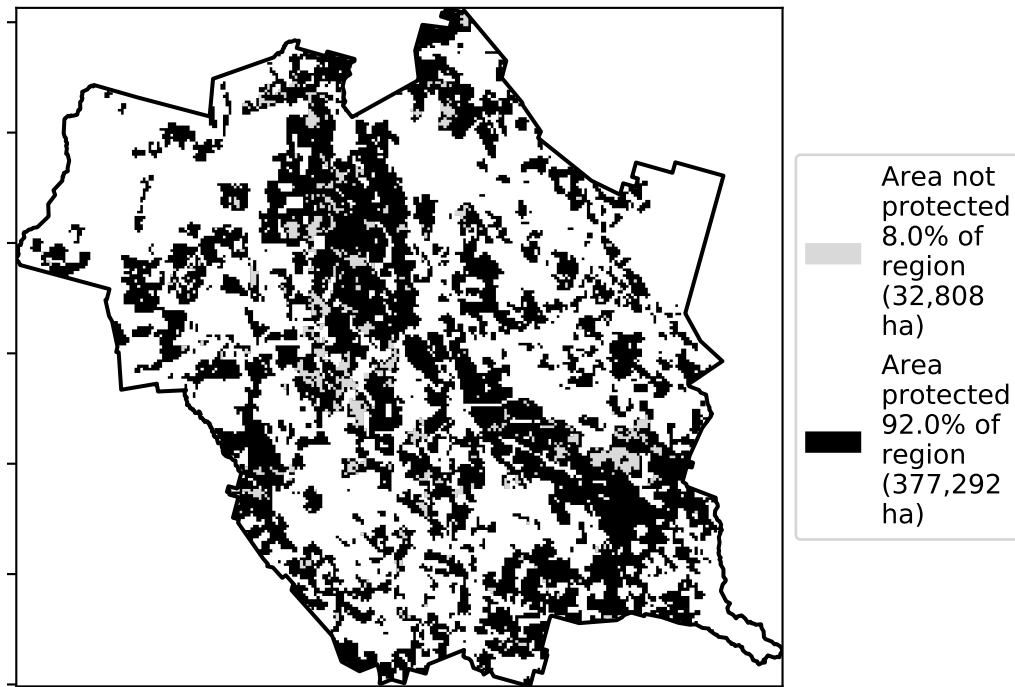 Area not
protected
8.0% of
region
(32,808
ha)
Area
protected
92.0% of
region
(377,292
ha)